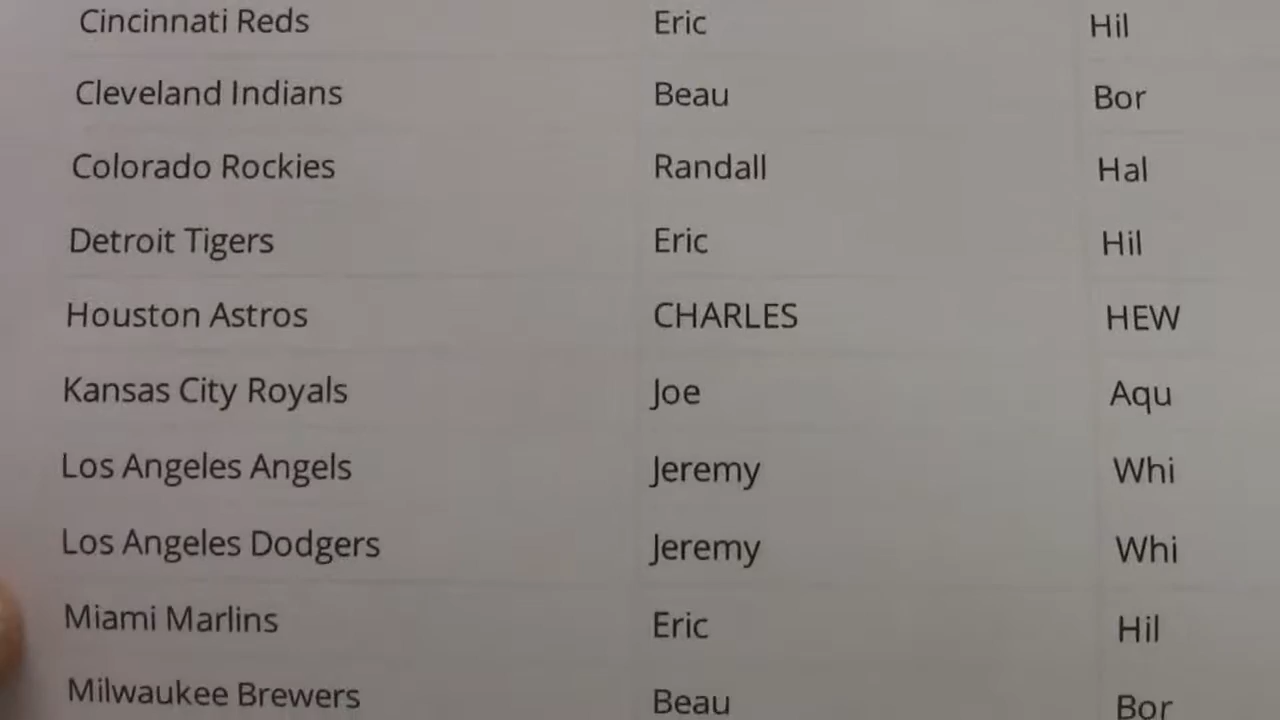 Cincinnati Reds Eric Hil
Cleveland Indians Beau Bor
Colorado Rockies Randall Hal
Detroit Tigers Eric Hil
Houston Astros CHARLES HEW
Kansas City Royals Joe Aqu
Los Angeles Angels Jeremy Whi
Los Angeles Dodgers Jeremy Whi
Miami Marlins Eric Hil
Milwaukee Brewers Beau Bor